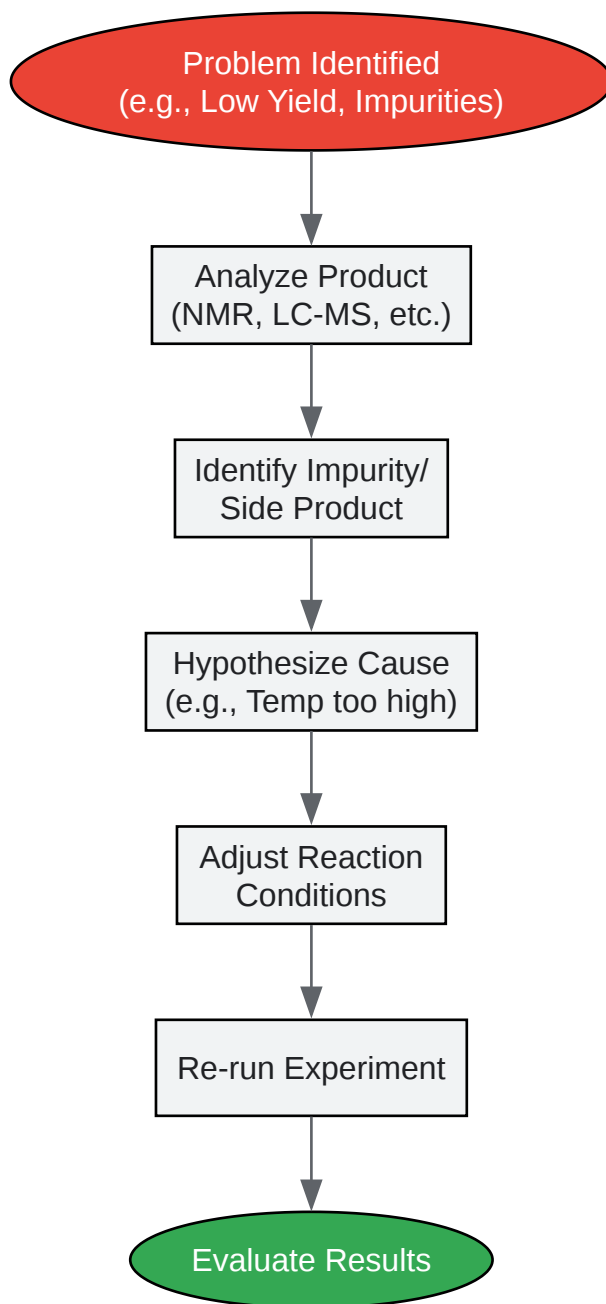 Problem Identified
(e.g., Low Yield, Impurities)
Analyze Product
(NMR, LC-MS, etc.)
Identify Impurity/
Side Product
Hypothesize Cause
(e.g., Temp too high)
Adjust Reaction
Conditions
Re-run Experiment
Evaluate Results